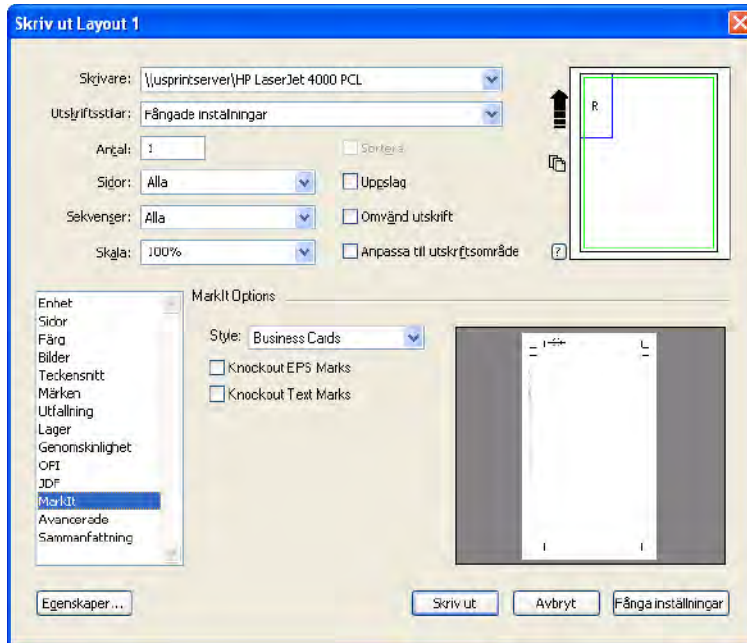 Skriv ut Layout 1
Skrivare: \\usprintserver\HP LaserJet 4000 PCL
Utskriftsstilar: Fångade inställningar
Antal: 1
Sortera
Sidor: Alla
Uppslag
Sekvenser: Alla
Omvänd utskrift
Skala: 100%
Anpassa till utskriftsområde
?
R
Enhet
Sidor
Färg
Bilder
Teckensnitt
Märken
Utfallning
Lager
Genomskinlighet
OPI
JDF
MarkIt
Avancerade
Sammanfattning
MarkIt Options
Style: Business Cards
Knockout EPS Marks
Knockout Text Marks
Egenskaper...
Skriv ut
Avbryt
Fånga inställningar